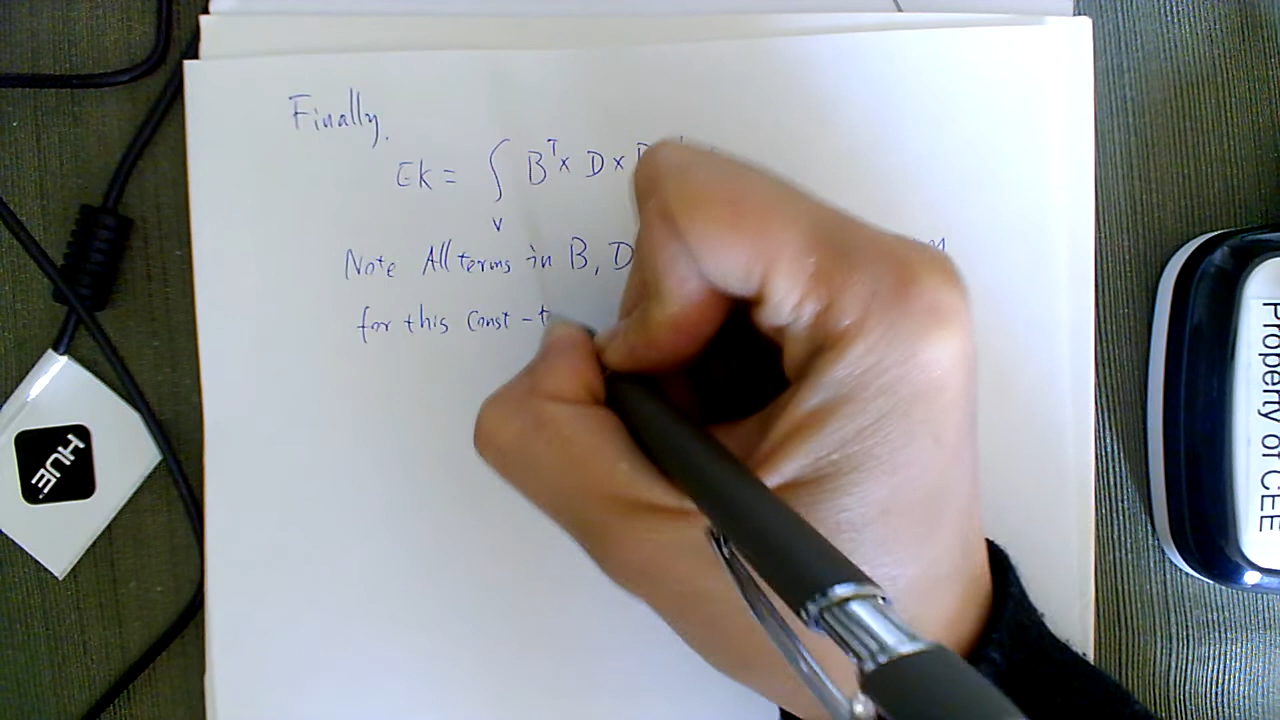 Finally,
Ek = ∫ Bᵀ x D x
V
Note All terms in B, D
for this Const - t
HUE
Property of CEE